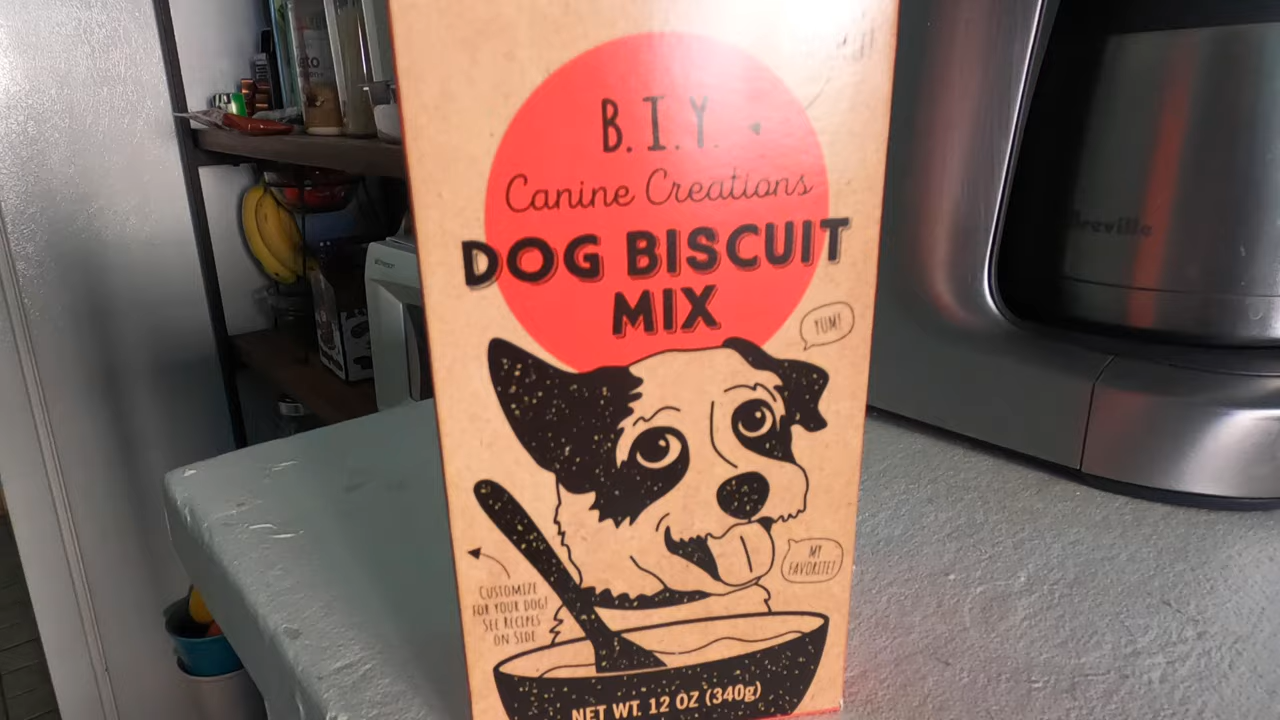 B.I.Y.
Canine Creations
DOG BISCUIT
MIX
YUM!
MY
FAVORITE!
CUSTOMIZE
FOR YOUR DOG!
SEE RECIPES
ON SIDE
NET WT. 12 OZ (340g)
Breville